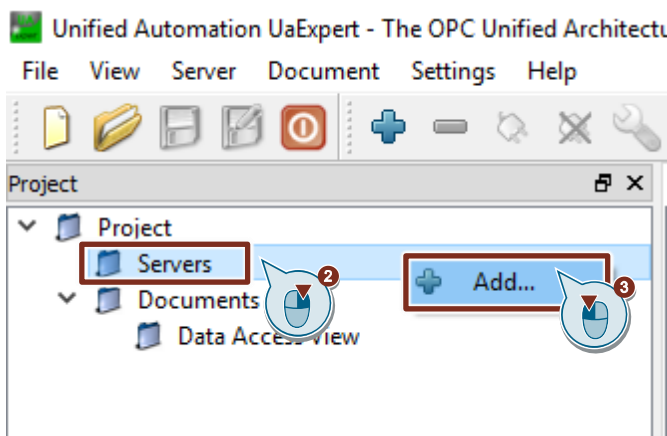 Unified Automation UaExpert - The OPC Unified Architectu
File View Server Document Settings Help
Project
Project
Servers
2
Add...
3
Documents
Data Access View